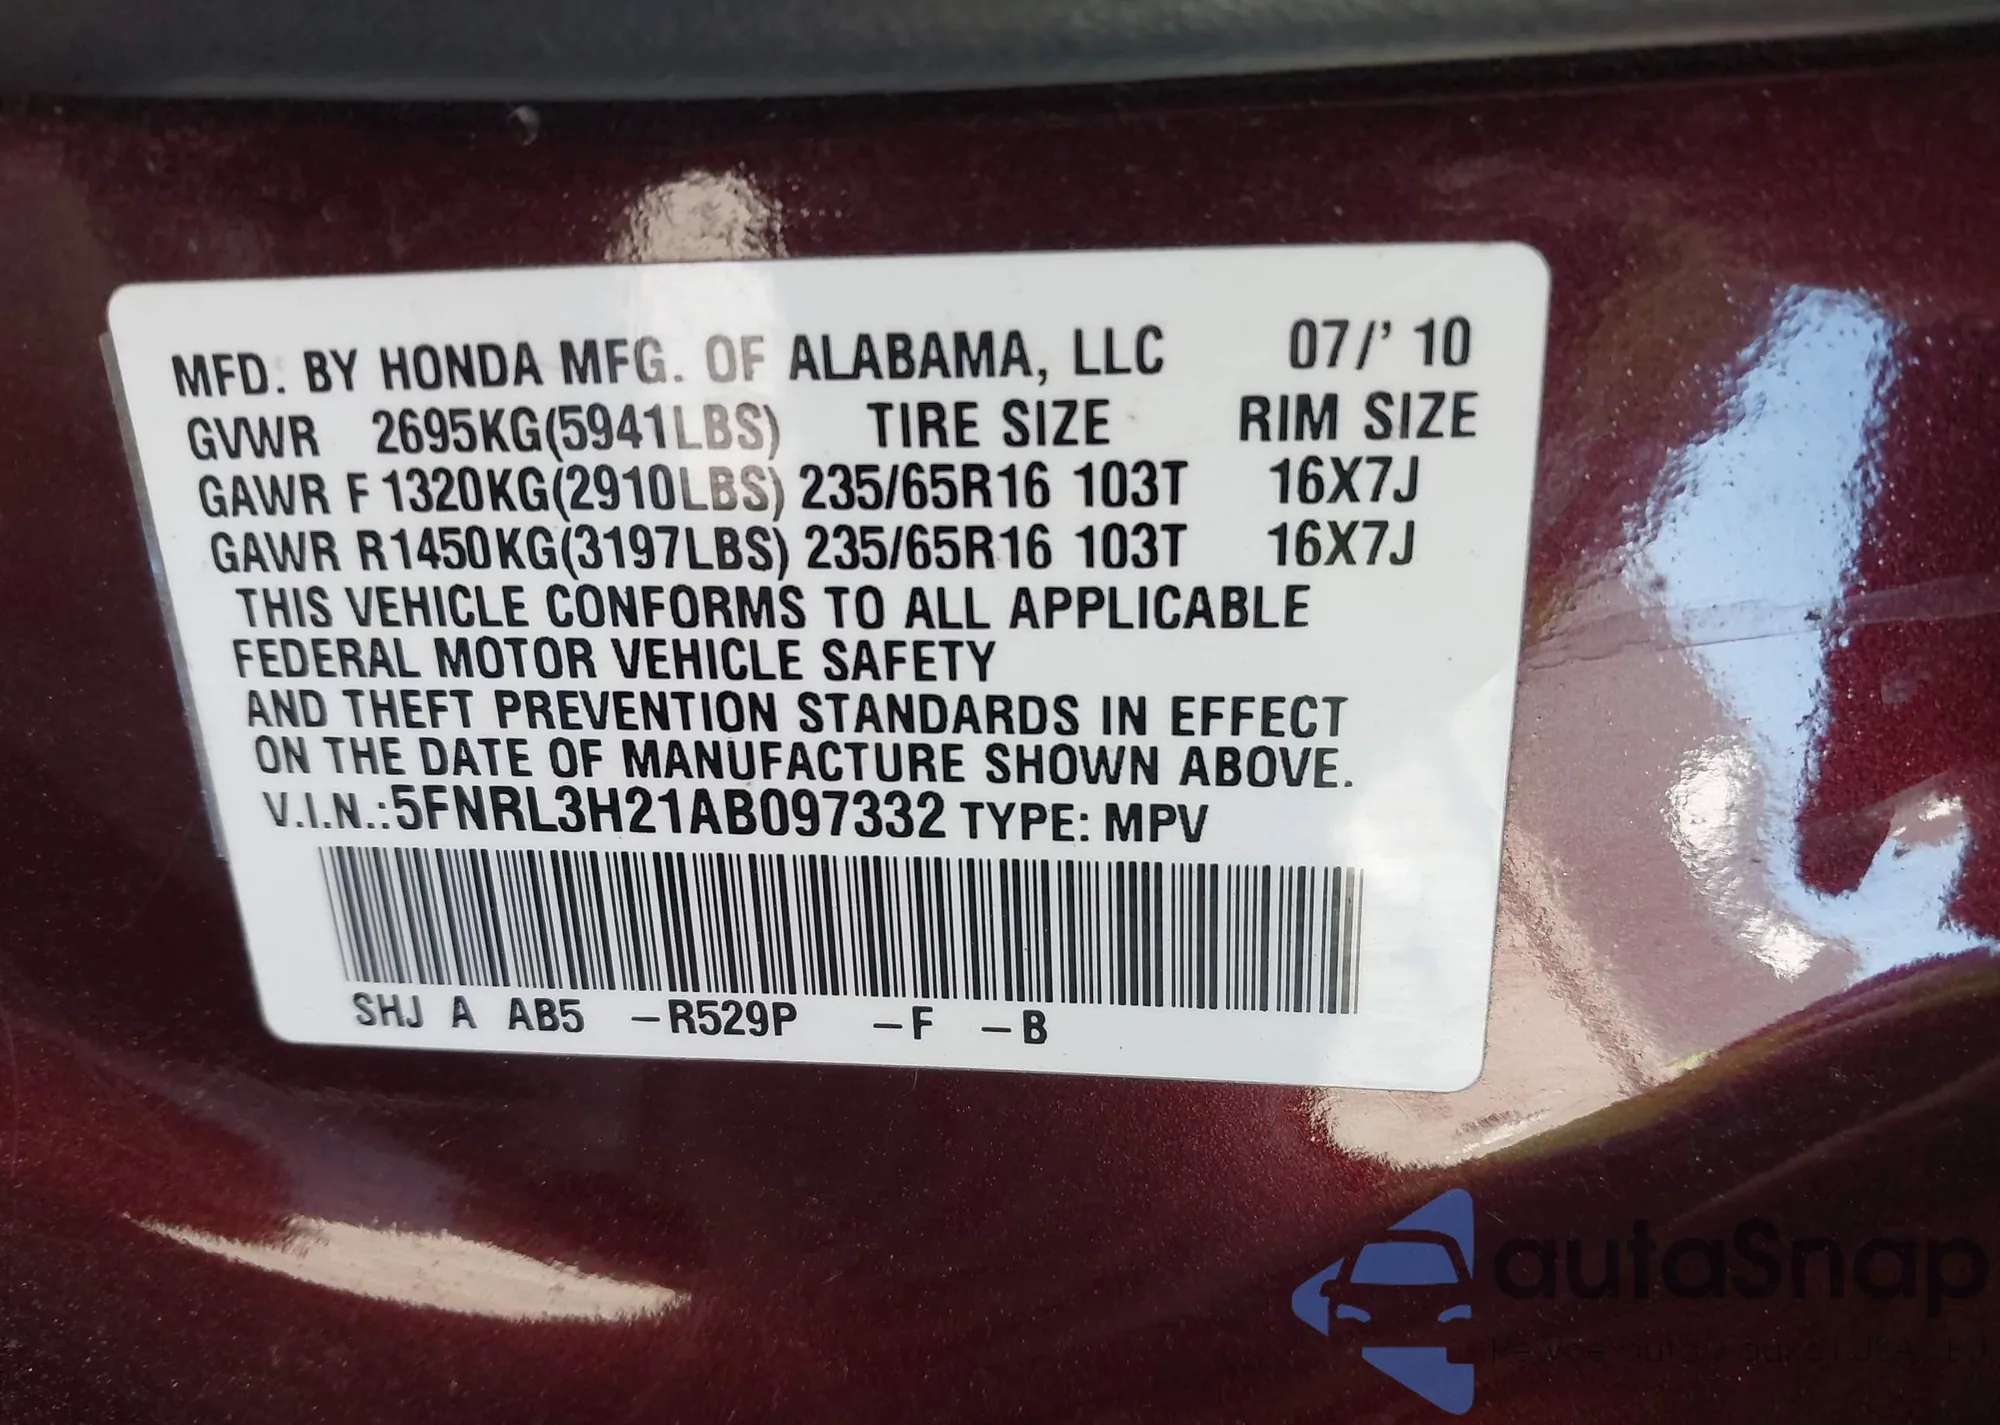 MFD. BY HONDA MFG. OF ALABAMA, LLC 07/' 10
GVWR 2695KG(5941LBS) TIRE SIZE RIM SIZE
GAWR F 1320KG(2910LBS) 235/65R16 103T 16X7J
GAWR R1450KG(3197LBS) 235/65R16 103T 16X7J
THIS VEHICLE CONFORMS TO ALL APPLICABLE
FEDERAL MOTOR VEHICLE SAFETY
AND THEFT PREVENTION STANDARDS IN EFFECT
ON THE DATE OF MANUFACTURE SHOWN ABOVE.
V.I.N.:5FNRL3H21AB097332 TYPE: MPV
SHJ A AB5 –R529P –F –B
autaSnap